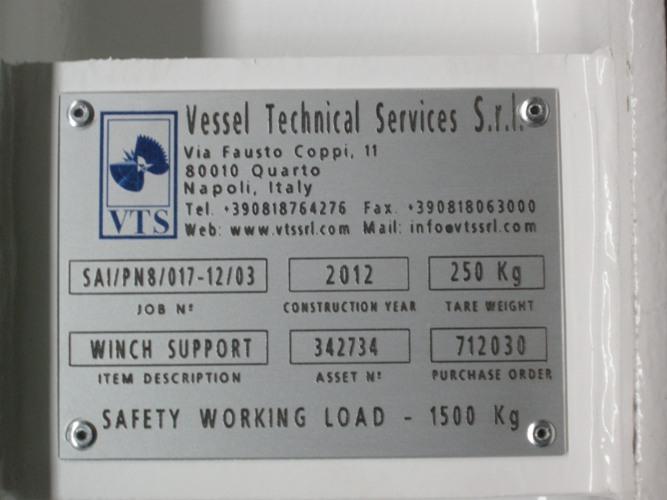 Vessel Technical Services S.r.l.
Via Fausto Coppi, 11
80010 Quarto
Napoli, Italy
Tel. +390818764276 Fax. +390818063000
Web: www.vtssrl.com Mail: info@vtssrl.com
VTS
SAI/PN8/017-12/03 2012 250 Kg
JOB Nº CONSTRUCTION YEAR TARE WEIGHT
WINCH SUPPORT 342734 712030
ITEM DESCRIPTION ASSET Nº PURCHASE ORDER
SAFETY WORKING LOAD - 1500 Kg